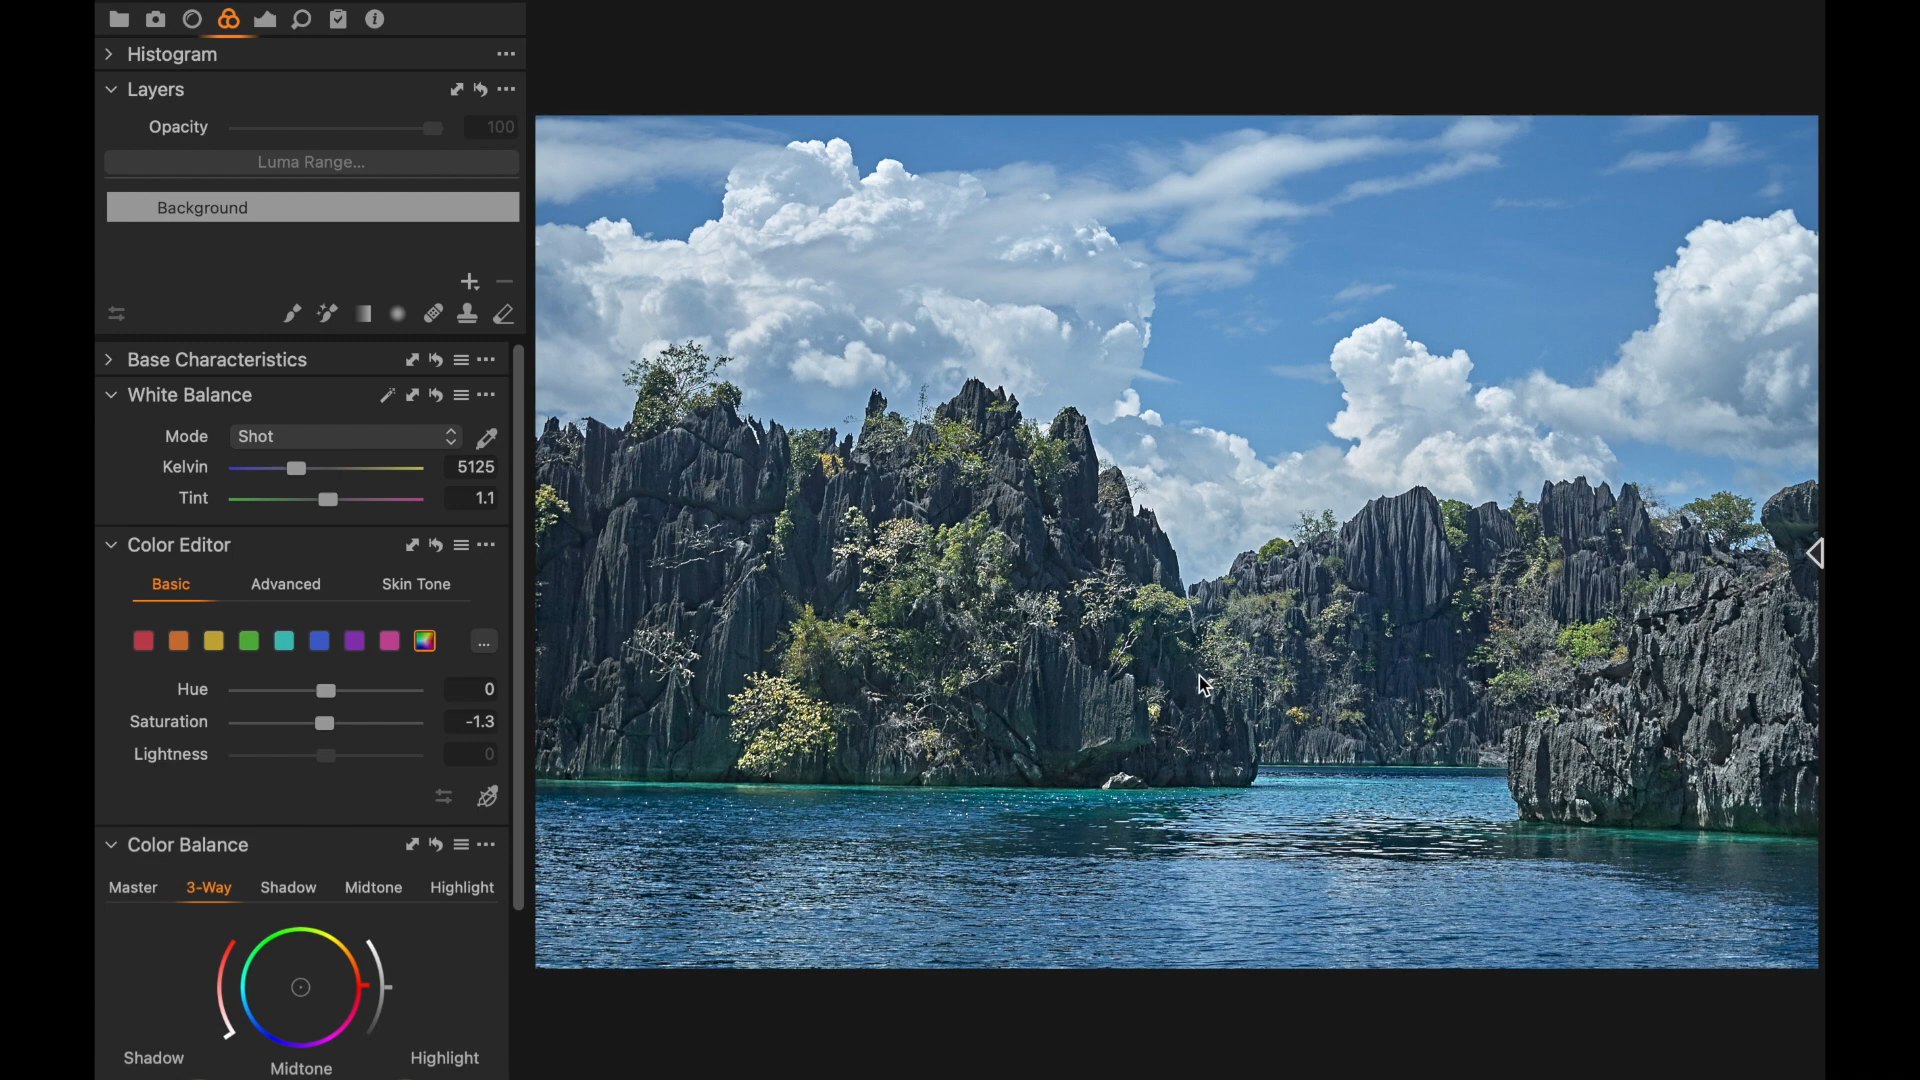 Histogram
Layers
Opacity 100
Luma Range...
Background
Base Characteristics
White Balance
Mode Shot
Kelvin 5125
Tint 1.1
Color Editor
Basic Advanced Skin Tone
...
Hue 0
Saturation -1.3
Lightness 0
Color Balance
Master 3-Way Shadow Midtone Highlight
Shadow Midtone Highlight